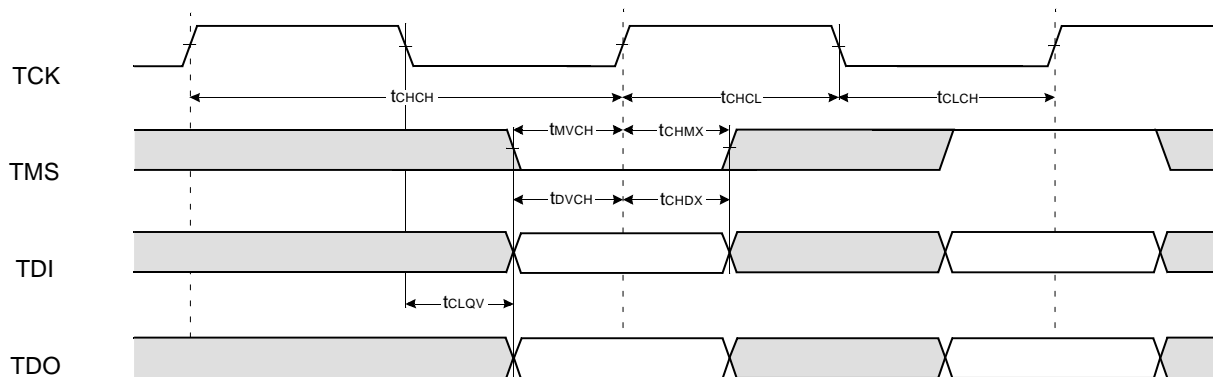 TCK
tCHCH tCHCL tCLCH
tMVCH tCHMX
TMS
tDVCH tCHDX
TDI
tCLQV
TDO